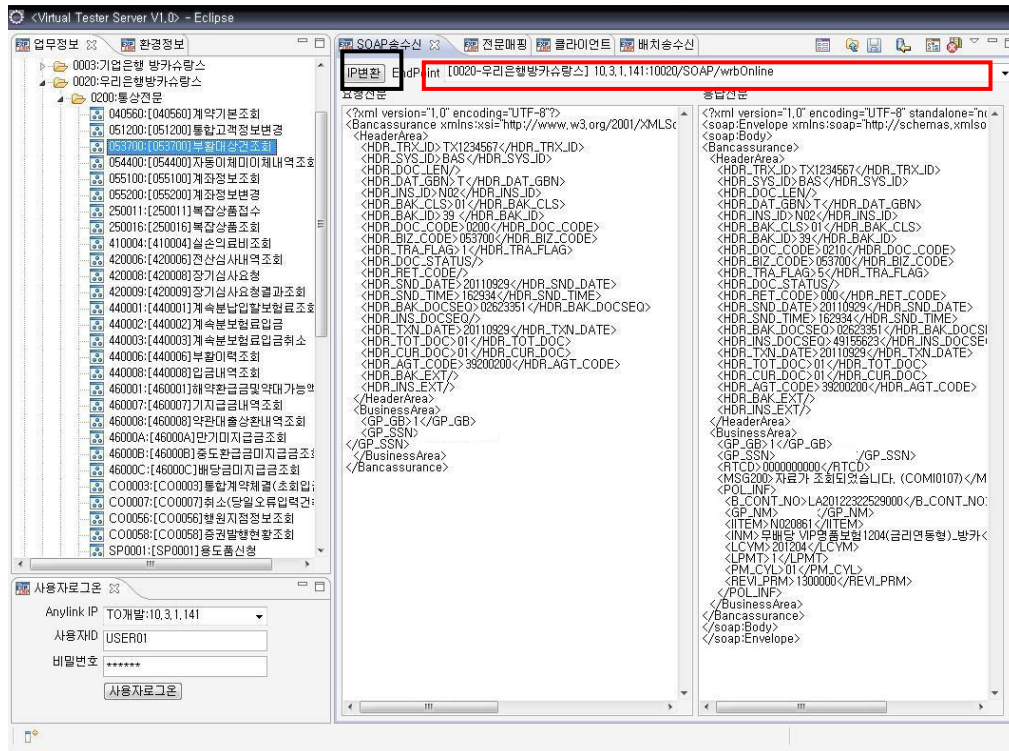 <Virtual Tester Server V1.0> - Eclipse
업무정보
환경정보
0003:기업은행 방카슈랑스
0020:우리은행방카슈랑스
0200:통상전문
040560:[040560]계약기본조회
051200:[051200]통합고객정보변경
053700:[053700]부활대상건조회
054400:[054400]자동이체미이체내역조회
055100:[055100]계좌정보조회
055200:[055200]계좌정보변경
250011:[250011]복잡상품접수
250016:[250016]복잡상품조회
410004:[410004]실손의료비조회
420006:[420006]전산심사내역조회
420008:[420008]장기심사요청
420009:[420009]장기심사요청결과조회
440001:[440001]계속분납입할보험료조회
440002:[440002]계속분보험료입금
440003:[440003]계속분보험료입금취소
440006:[440006]부활이력조회
440008:[440008]입금내역조회
460001:[460001]해약환급금및약대가능액
460007:[460007]기지급금내역조회
460008:[460008]약관대출상환내역조회
46000A:[46000A]만기미지급금조회
46000B:[46000B]중도환급금미지급금조회
46000C:[46000C]배당금미지급금조회
CO0003:[CO0003]통합계약체결(초회입금
CO0007:[CO0007]취소(당일오류입력건
CO0056:[CO0056]행원지점정보조회
CO0058:[CO0058]증권발행현황조회
SP0001:[SP0001]용도품신청
사용자로그온
Anylink IP TO개발:10.3.1.141
사용자ID USER01
비밀번호 ******
사용자로그온
SOAP송수신
전문매핑
클라이언트
배치송수신
IP변환 EndPoint [0020-우리은행방카슈랑스] 10.3.1.141:10020/SOAP/wrbOnline
요청전문
<?xml version="1.0" encoding="UTF-8"?>
<Bancassurance xmlns:xsi="http://www.w3.org/2001/XMLSc
<HeaderArea>
<HDR_TRX_ID>TX1234567</HDR_TRX_ID>
<HDR_SYS_ID>BAS</HDR_SYS_ID>
<HDR_DOC_LEN/>
<HDR_DAT_GBN>T</HDR_DAT_GBN>
<HDR_INS_ID>N02</HDR_INS_ID>
<HDR_BAK_CLS>01</HDR_BAK_CLS>
<HDR_BAK_ID>39 </HDR_BAK_ID>
<HDR_DOC_CODE>0200</HDR_DOC_CODE>
<HDR_BIZ_CODE>053700</HDR_BIZ_CODE>
<HDR_TRA_FLAG>1</HDR_TRA_FLAG>
<HDR_DOC_STATUS/>
<HDR_RET_CODE/>
<HDR_SND_DATE>20110929</HDR_SND_DATE>
<HDR_SND_TIME>162934</HDR_SND_TIME>
<HDR_BAK_DOCSEQ>02623351</HDR_BAK_DOCSEQ>
<HDR_INS_DOCSEQ/>
<HDR_TXN_DATE>20110929</HDR_TXN_DATE>
<HDR_TOT_DOC>01</HDR_TOT_DOC>
<HDR_CUR_DOC>01</HDR_CUR_DOC>
<HDR_AGT_CODE>39200200</HDR_AGT_CODE>
<HDR_BAK_EXT/>
<HDR_INS_EXT/>
</HeaderArea>
<BusinessArea>
<GP_GB>1</GP_GB>
<GP_SSN>
</GP_SSN>
</BusinessArea>
</Bancassurance>
응답전문
<?xml version="1.0" encoding="UTF-8" standalone="no
<soap:Envelope xmlns:soap="http://schemas.xmlso
<soap:Body>
<Bancassurance>
<HeaderArea>
<HDR_TRX_ID>TX1234567</HDR_TRX_ID>
<HDR_SYS_ID>BAS</HDR_SYS_ID>
<HDR_DOC_LEN/>
<HDR_DAT_GBN>T</HDR_DAT_GBN>
<HDR_INS_ID>N02</HDR_INS_ID>
<HDR_BAK_CLS>01</HDR_BAK_CLS>
<HDR_BAK_ID>39</HDR_BAK_ID>
<HDR_DOC_CODE>0210</HDR_DOC_CODE>
<HDR_BIZ_CODE>053700</HDR_BIZ_CODE>
<HDR_TRA_FLAG>5</HDR_TRA_FLAG>
<HDR_DOC_STATUS/>
<HDR_RET_CODE>000</HDR_RET_CODE>
<HDR_SND_DATE>20110929</HDR_SND_DATE>
<HDR_SND_TIME>162934</HDR_SND_TIME>
<HDR_BAK_DOCSEQ>02623351</HDR_BAK_DOCSI
<HDR_INS_DOCSEQ>49155623</HDR_INS_DOCSE
<HDR_TXN_DATE>20110929</HDR_TXN_DATE>
<HDR_TOT_DOC>01</HDR_TOT_DOC>
<HDR_CUR_DOC>01</HDR_CUR_DOC>
<HDR_AGT_CODE>39200200</HDR_AGT_CODE>
<HDR_BAK_EXT/>
<HDR_INS_EXT/>
</HeaderArea>
<BusinessArea>
<GP_GB>1</GP_GB>
<GP_SSN> </GP_SSN>
<RTCD>0000000000</RTCD>
<MSG200>자료가 조회되었습니다. (COMI0107)</M
<POL_INF>
<B_CONT_NO>LA20122322529000</B_CONT_NO>
<GP_NM> </GP_NM>
<IITEM>N020861</IITEM>
<INM>무배당 VIP명품보험1204(금리연동형)_방카<
<LCYM>201204</LCYM>
<LPMT>1</LPMT>
<PM_CYL>01</PM_CYL>
<REVI_PRM>1300000</REVI_PRM>
</POL_INF>
</BusinessArea>
</Bancassurance>
</soap:Body>
</soap:Envelope>